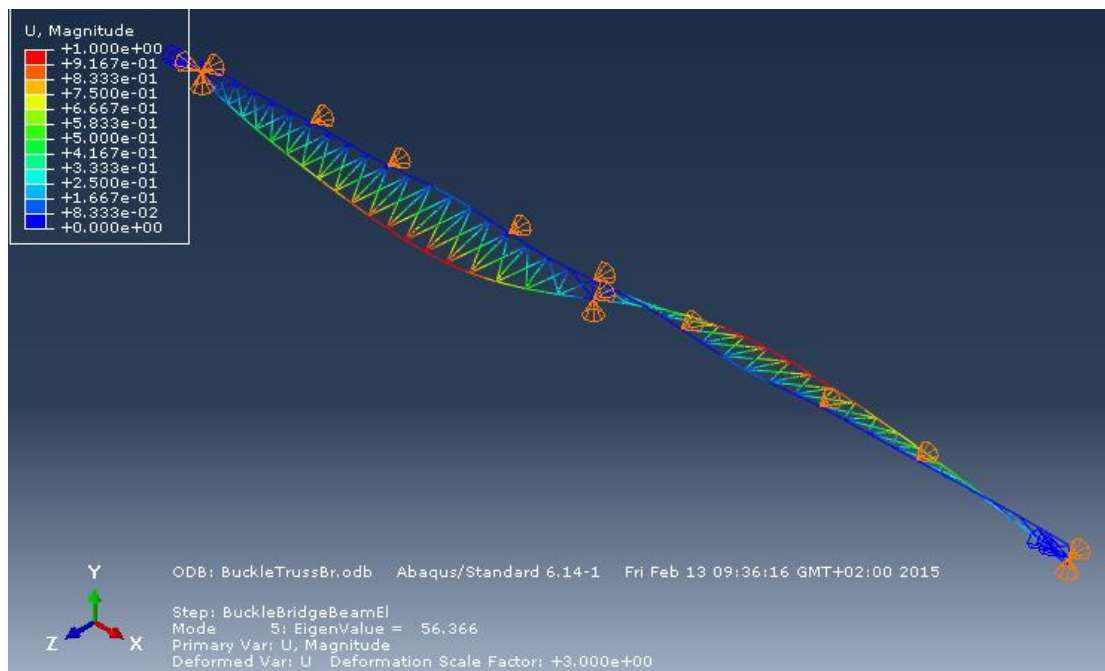 U, Magnitude
+1.000e+00
+9.167e-01
+8.333e-01
+7.500e-01
+6.667e-01
+5.833e-01
+5.000e-01
+4.167e-01
+3.333e-01
+2.500e-01
+1.667e-01
+8.333e-02
+0.000e+00
Y
Z
X
ODB: BuckleTrussBr.odb Abaqus/Standard 6.14-1 Fri Feb 13 09:36:16 GMT+02:00 2015
Step: BuckleBridgeBeamEl
Mode 5: EigenValue = 56.366
Primary Var: U, Magnitude
Deformed Var: U Deformation Scale Factor: +3.000e+00